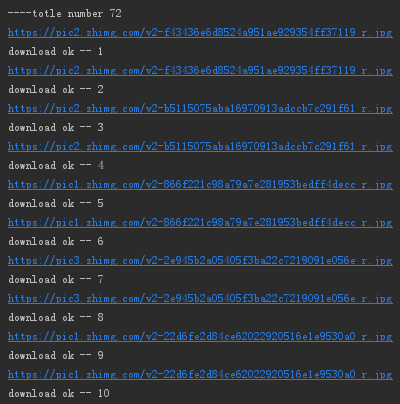 ----totle number 72
https://pic2.zhimg.com/v2-f43436e6d8524a951ae929354ff37119_r.jpg
download ok -- 1
https://pic2.zhimg.com/v2-f43436e6d8524a951ae929354ff37119_r.jpg
download ok -- 2
https://pic2.zhimg.com/v2-b5115075aba16970913adccb7c291f61_r.jpg
download ok -- 3
https://pic2.zhimg.com/v2-b5115075aba16970913adccb7c291f61_r.jpg
download ok -- 4
https://pic1.zhimg.com/v2-866f221c98a79a7e281953bedff4decc_r.jpg
download ok -- 5
https://pic1.zhimg.com/v2-866f221c98a79a7e281953bedff4decc_r.jpg
download ok -- 6
https://pic3.zhimg.com/v2-2e945b2a05405f3ba22c7219091e056e_r.jpg
download ok -- 7
https://pic3.zhimg.com/v2-2e945b2a05405f3ba22c7219091e056e_r.jpg
download ok -- 8
https://pic1.zhimg.com/v2-22d6fe2d84ce62022920516e1e9530a0_r.jpg
download ok -- 9
https://pic1.zhimg.com/v2-22d6fe2d84ce62022920516e1e9530a0_r.jpg
download ok -- 10